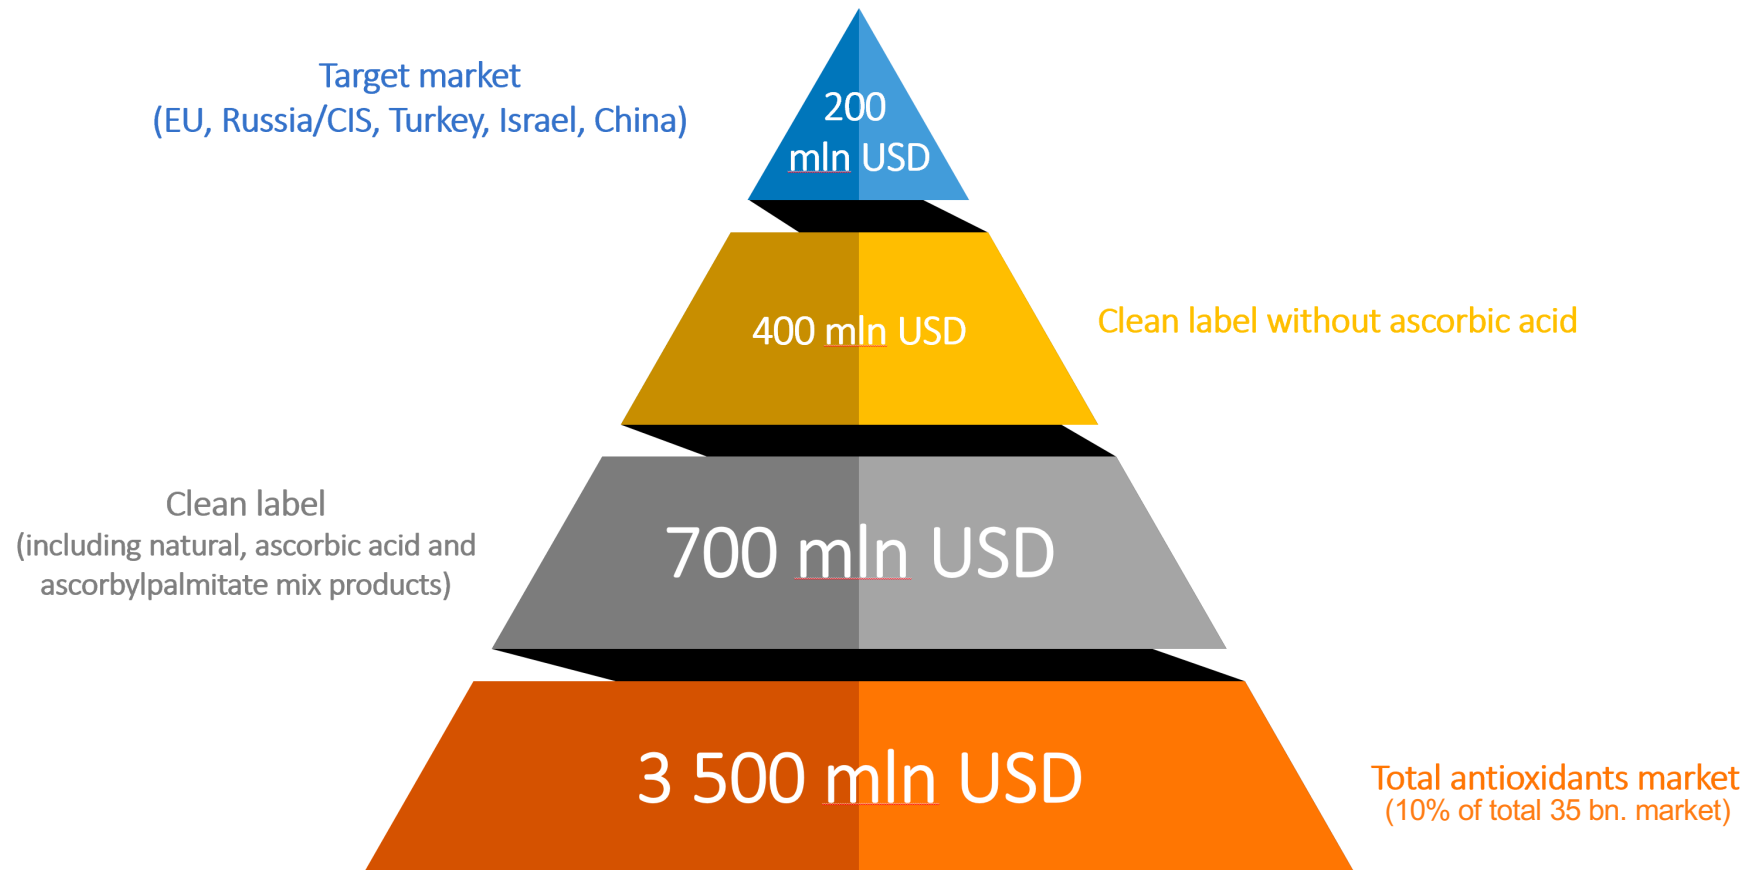 Target market
(EU, Russia/CIS, Turkey, Israel, China)
200
mln USD
400 mln USD
Clean label without ascorbic acid
Clean label
(including natural, ascorbic acid and
ascorbylpalmitate mix products)
700 mln USD
3 500 mln USD
Total antioxidants market
(10% of total 35 bn. market)